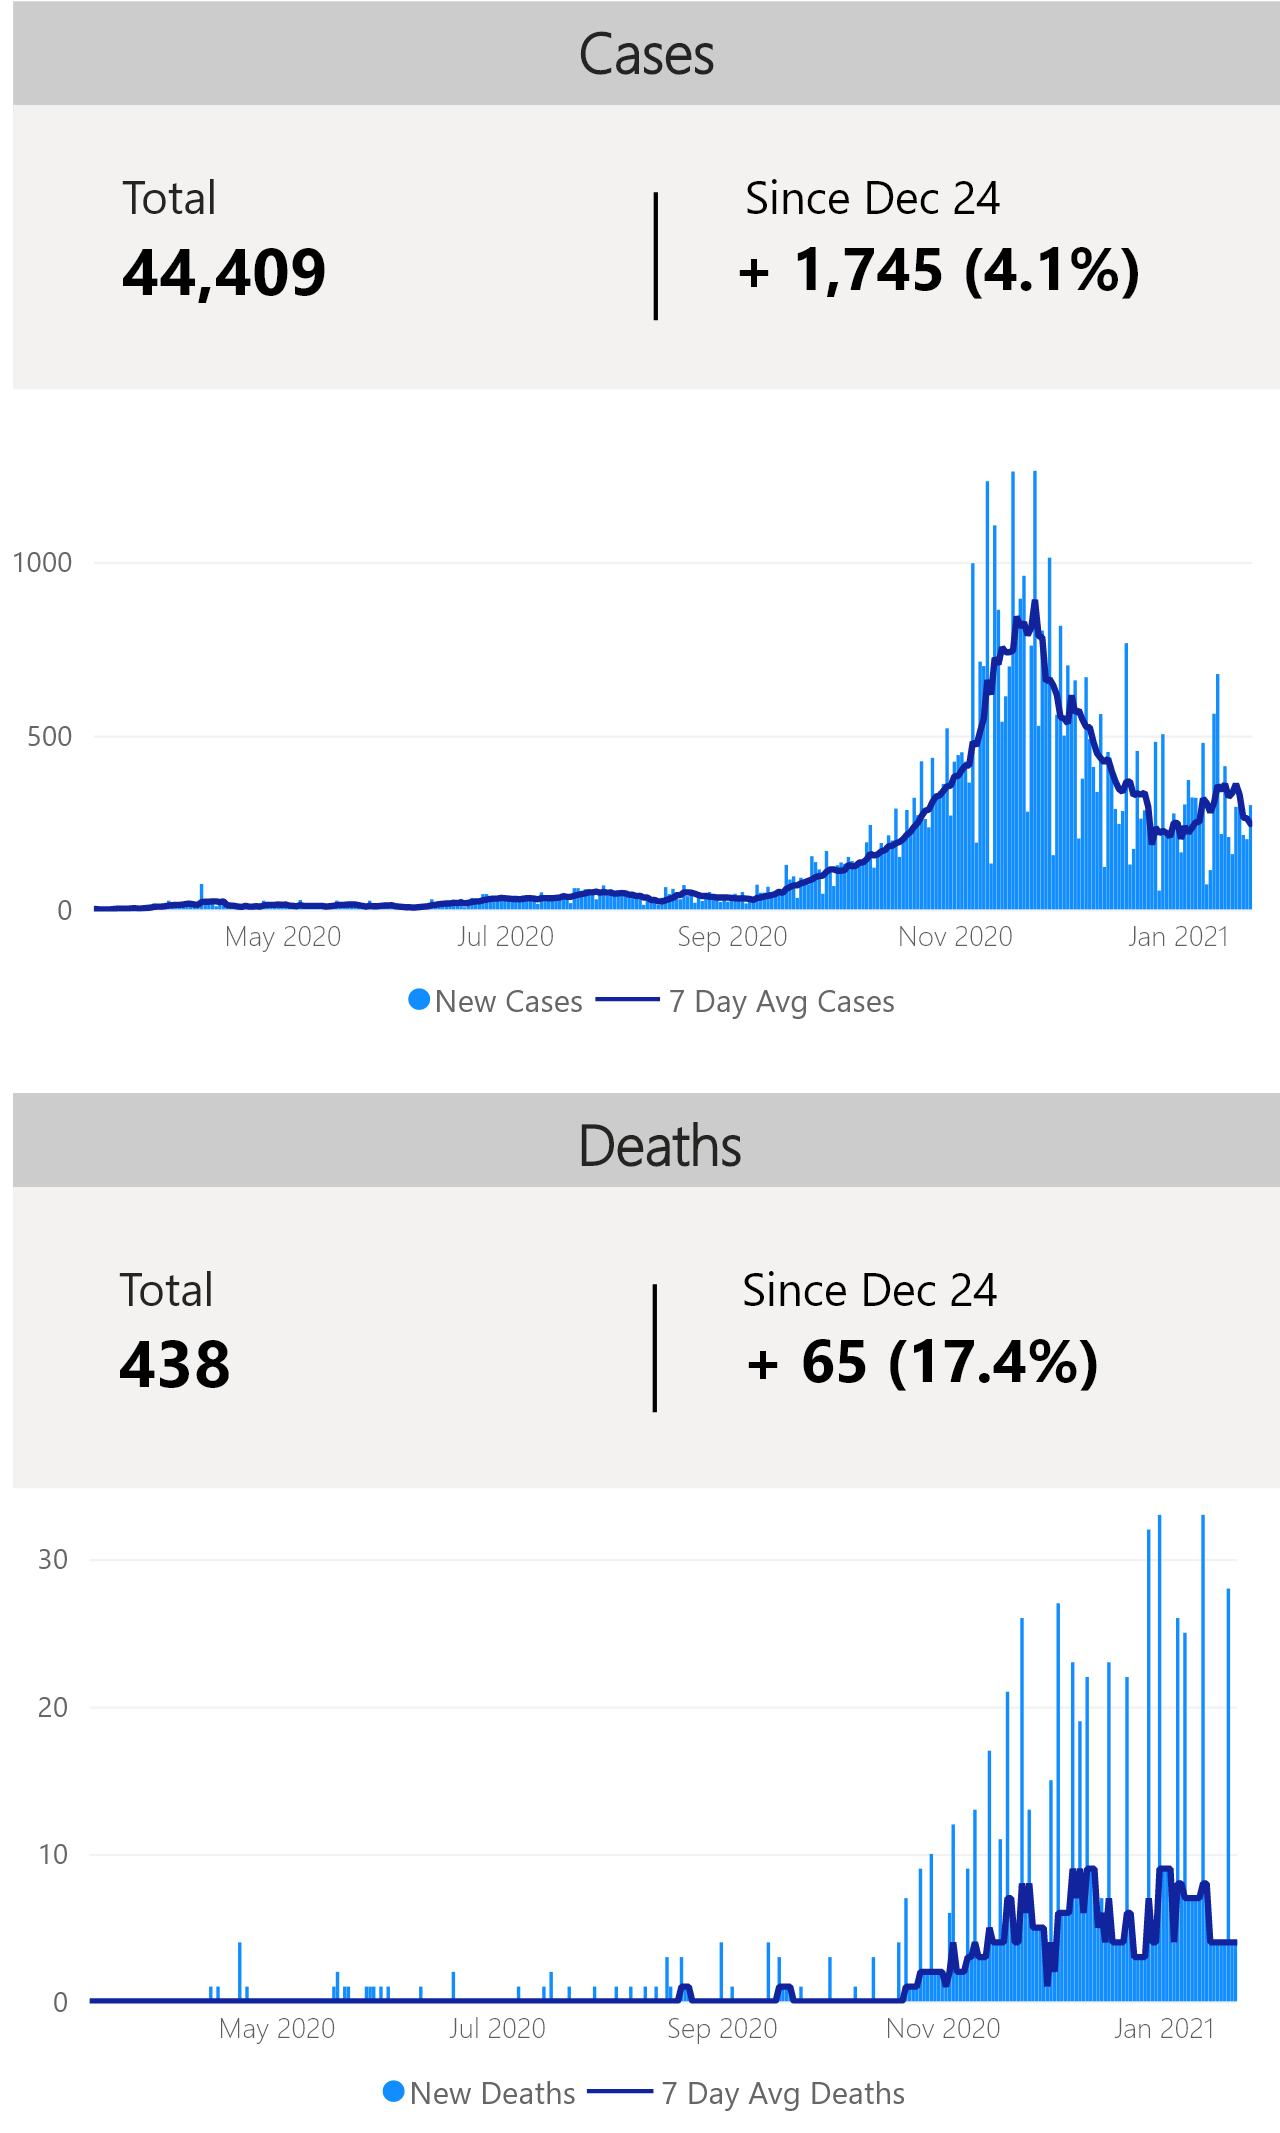 Cases
Total
Since Dec 24
44,409
+ 1,745 (4.1%)
1000
500
0
May 2020 Jul 2020 Sep 2020 Nov 2020 Jan 2021
New Cases 7 Day Avg Cases
Deaths
Total
Since Dec 24
438
+ 65 (17.4%)
30
20
10
0
May 2020 Jul 2020 Sep 2020 Nov 2020 Jan 2021
New Deaths 7 Day Avg Deaths